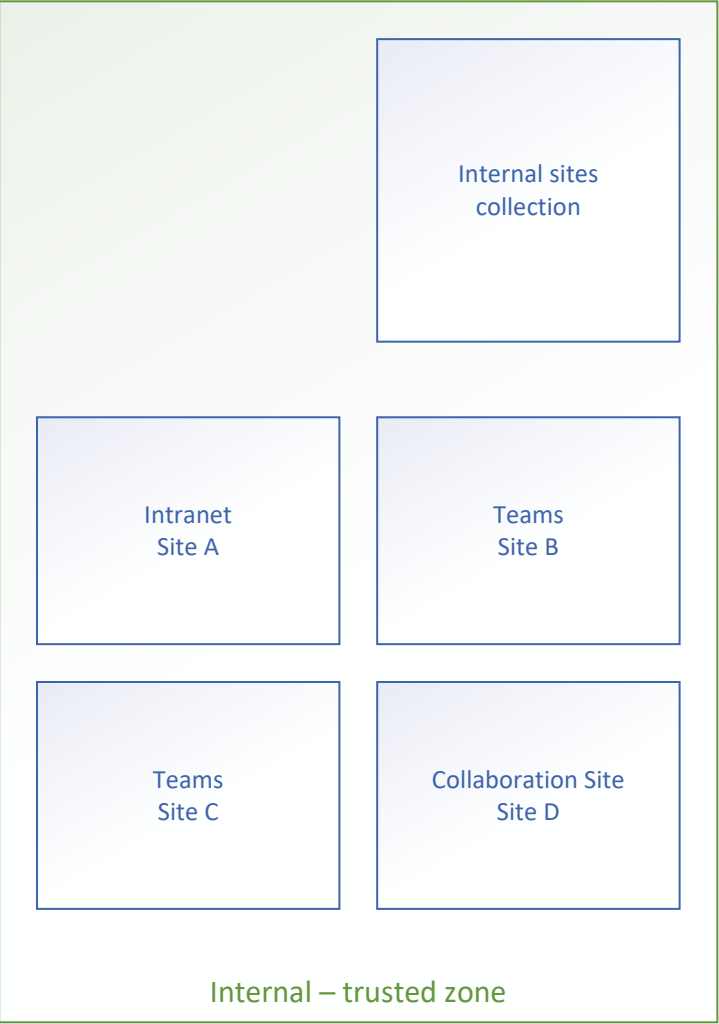 Internal sites
collection
Intranet
Site A
Teams
Site B
Teams
Site C
Collaboration Site
Site D
Internal – trusted zone